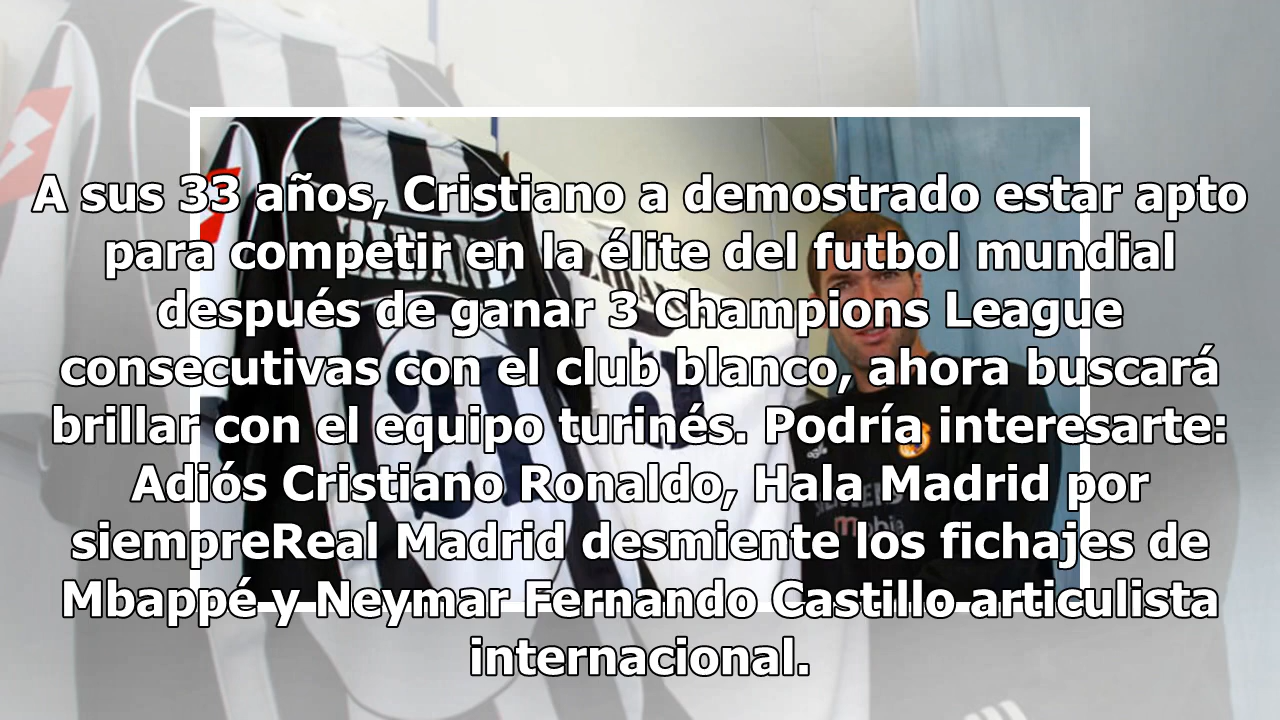 A sus 33 años, Cristiano a demostrado estar apto
para competir en la élite del futbol mundial
después de ganar 3 Champions League
consecutivas con el club blanco, ahora buscará
brillar con el equipo turinés. Podría interesarte:
Adiós Cristiano Ronaldo, Hala Madrid por
siempreReal Madrid desmiente los fichajes de
Mbappé y Neymar Fernando Castillo articulista
internacional.
21